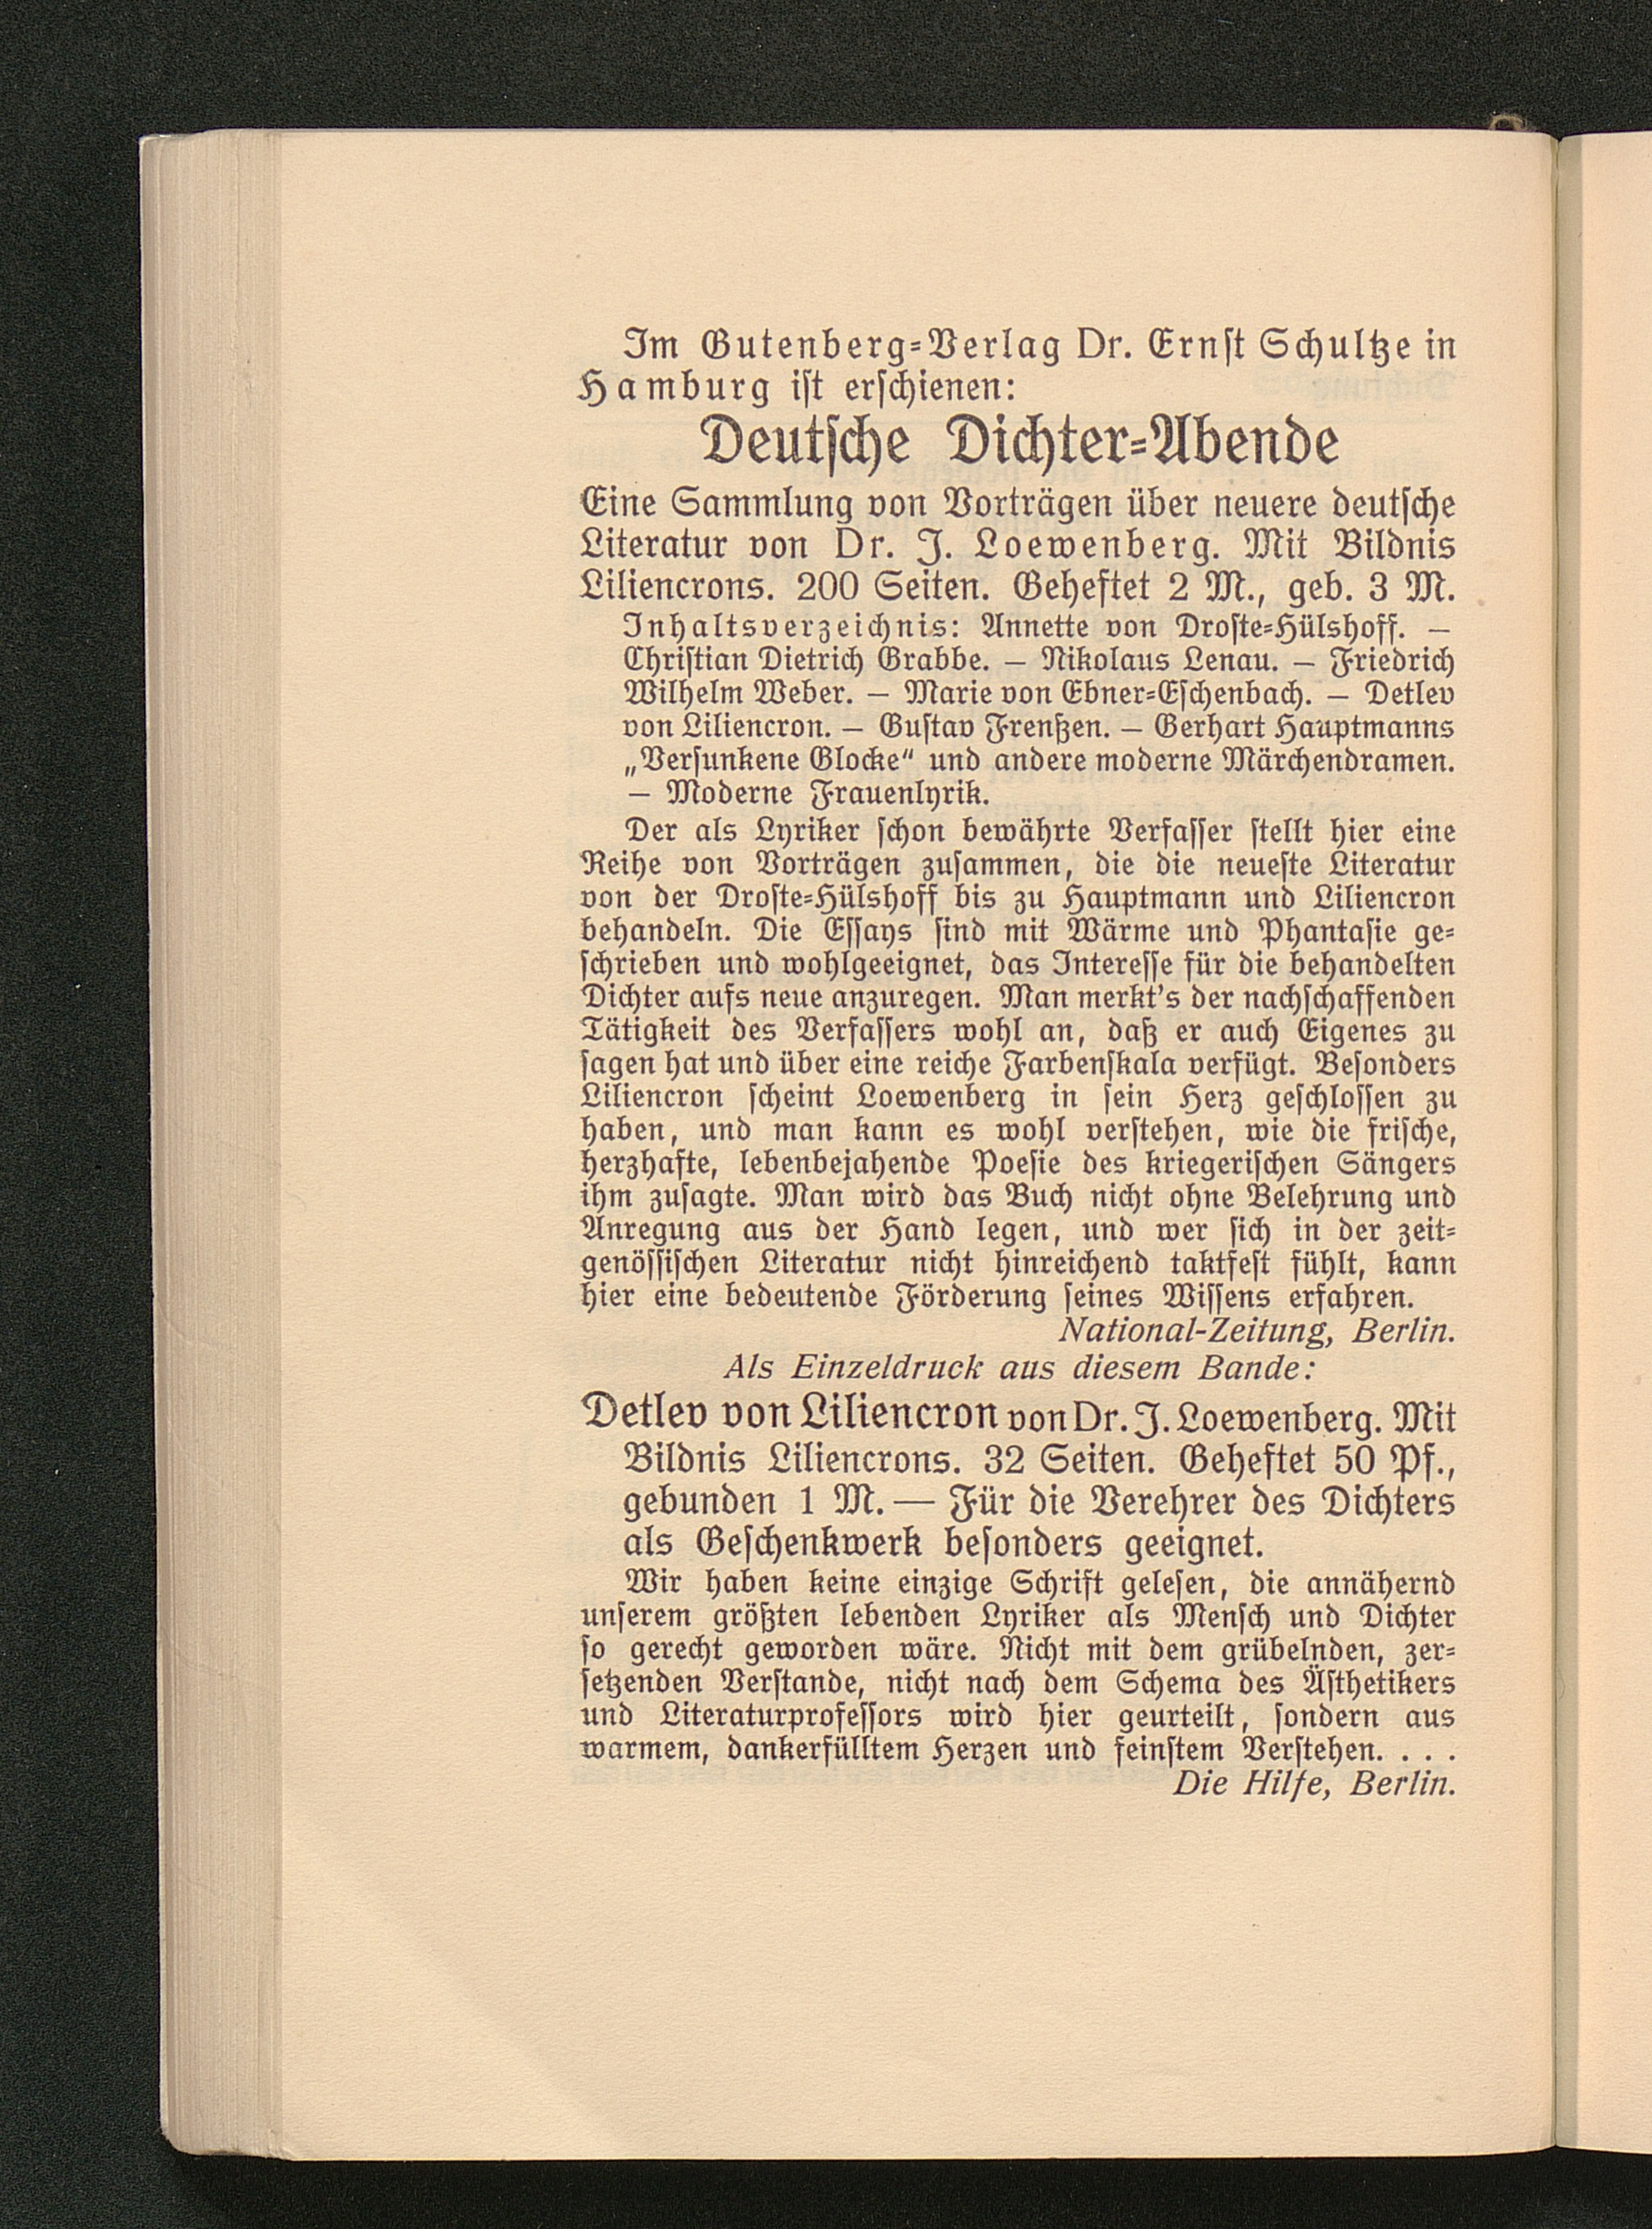 Im Gutenberg-Verlag Dr. Ernst Schultze in
Hamburg ist erschienen:
Deutsche Dichter-Abende
Eine Sammlung von Vorträgen über neuere deutsche
Literatur von Dr. J. Loewenberg. Mit Bildnis
Liliencrons. 200 Seiten. Geheftet 2 M., geb. 3 M.
Inhaltsverzeichnis: Annette von Droste-Hülshoff. —
Christian Dietrich Grabbe. — Nikolaus Lenau. — Friedrich
Wilhelm Weber. — Marie von Ebner-Eschenbach. — Detlev
von Liliencron. — Gustav Frenßen. — Gerhart Hauptmanns
„Versunkene Glocke“ und andere moderne Märchendramen.
— Moderne Frauenlyrik.
Der als Lyriker schon bewährte Verfasser stellt hier eine
Reihe von Vorträgen zusammen, die die neueste Literatur
von der Droste-Hülshoff bis zu Hauptmann und Liliencron
behandeln. Die Essays sind mit Wärme und Phantasie ge-
schrieben und wohlgeeignet, das Interesse für die behandelten
Dichter aufs neue anzuregen. Man merkt's der nachschaffenden
Tätigkeit des Verfassers wohl an, daß er auch Eigenes zu
sagen hat und über eine reiche Farbenskala verfügt. Besonders
Liliencron scheint Loewenberg in sein Herz geschlossen zu
haben, und man kann es wohl verstehen, wie die frische,
herzhafte, lebenbejahende Poesie des kriegerischen Sängers
ihm zusagte. Man wird das Buch nicht ohne Belehrung und
Anregung aus der Hand legen, und wer sich in der zeit-
genössischen Literatur nicht hinreichend taktfest fühlt, kann
hier eine bedeutende Förderung seines Wissens erfahren.
National-Zeitung, Berlin.
Als Einzeldruck aus diesem Bande:
Detlev von Liliencron von Dr. J. Loewenberg. Mit
Bildnis Liliencrons. 32 Seiten. Geheftet 50 Pf.,
gebunden 1 M. — Für die Verehrer des Dichters
als Geschenkwerk besonders geeignet.
Wir haben keine einzige Schrift gelesen, die annähernd
unserem größten lebenden Lyriker als Mensch und Dichter
so gerecht geworden wäre. Nicht mit dem grübelnden, zer-
setzenden Verstande, nicht nach dem Schema des Ästhetikers
und Literaturprofessors wird hier geurteilt, sondern aus
warmem, dankerfülltem Herzen und feinstem Verstehen. . . .
Die Hilfe, Berlin.